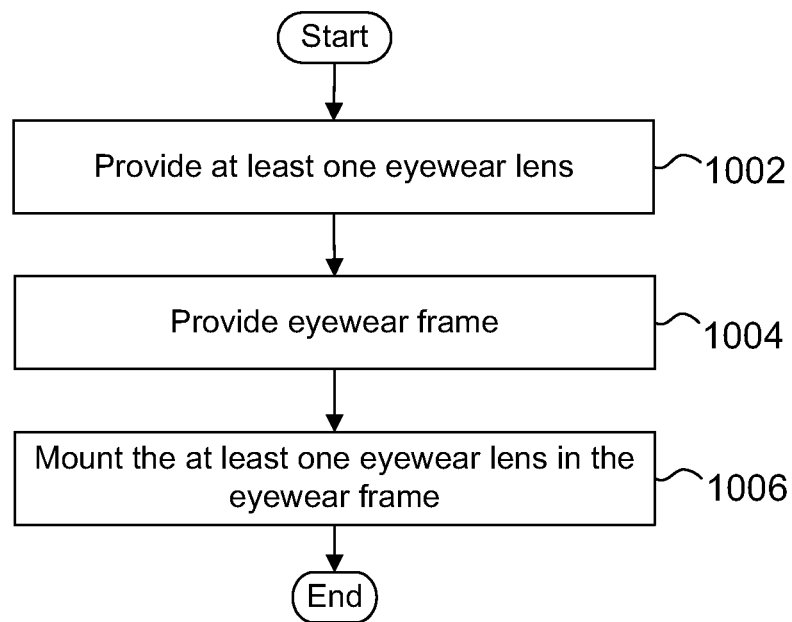 Start
Provide at least one eyewear lens
1002
Provide eyewear frame
1004
Mount the at least one eyewear lens in the
eyewear frame
1006
End